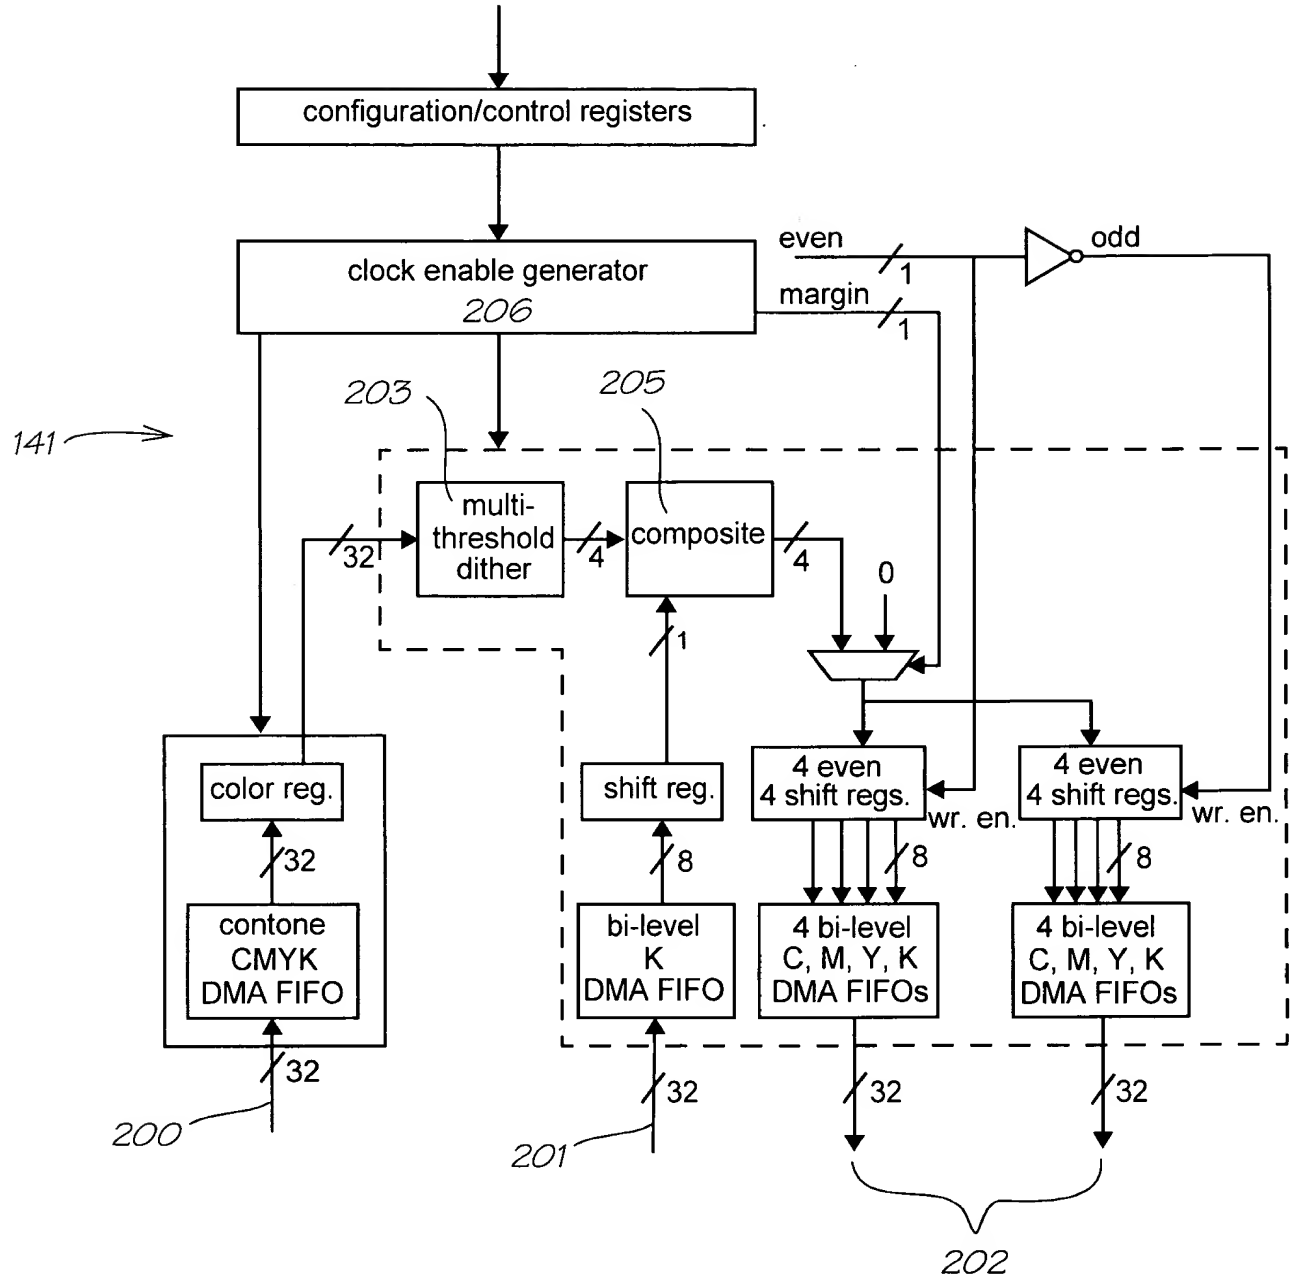 configuration/control registers
clock enable generator
206
even
1
odd
margin
1
203
205
141
multi-
threshold
dither
composite
32
4
4
0
1
color reg.
shift reg.
4 even
4 shift regs.
wr. en.
4 even
4 shift regs.
wr. en.
32
8
8
8
contone
CMYK
DMA FIFO
bi-level
K
DMA FIFO
4 bi-level
C, M, Y, K
DMA FIFOs
4 bi-level
C, M, Y, K
DMA FIFOs
32
32
32
32
200
201
202